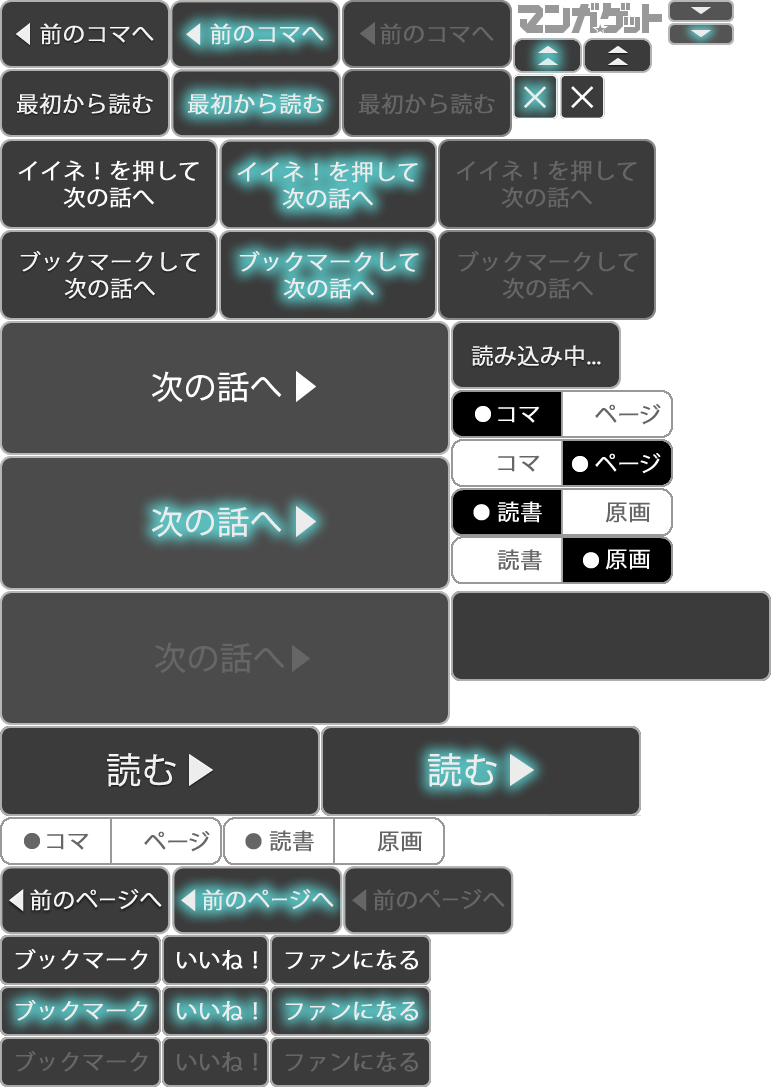 前のコマへ
前のコマへ
前のコマへ
マンガ☆ゲット
最初から読む
最初から読む
最初から読む
イイネ！を押して
次の話へ
イイネ！を押して
次の話へ
イイネ！を押して
次の話へ
ブックマークして
次の話へ
ブックマークして
次の話へ
ブックマークして
次の話へ
次の話へ
読み込み中...
コマ
ページ
コマ
ページ
次の話へ
読書
原画
読書
原画
次の話へ
読む
読む
コマ
ページ
読書
原画
前のページへ
前のページへ
前のページへ
ブックマーク
いいね！
ファンになる
ブックマーク
いいね！
ファンになる
ブックマーク
いいね！
ファンになる